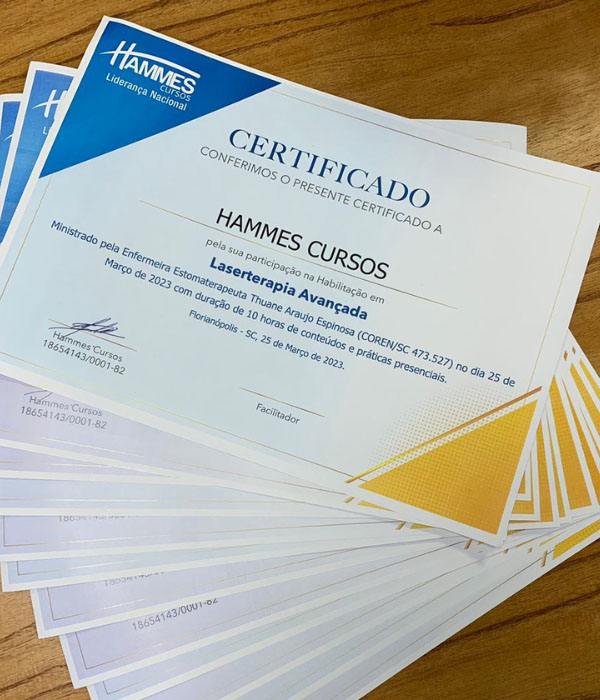 HAMMES
cursos
Liderança Nacional
CERTIFICADO
CONFERIMOS O PRESENTE CERTIFICADO A
HAMMES CURSOS
pela sua participação na Habilitação em
Laserterapia Avançada
Ministrado pela Enfermeira Estomaterapeuta Thuane Araujo Espinosa (COREN/SC 473.527) no dia 25 de
Março de 2023 com duração de 10 horas de conteúdos e práticas presenciais.
Florianópolis - SC, 25 de Março de 2023.
Hammes Cursos
18654143/0001-82
Facilitador
Hammes Cursos
18654143/0001-82
18654143/0001-82